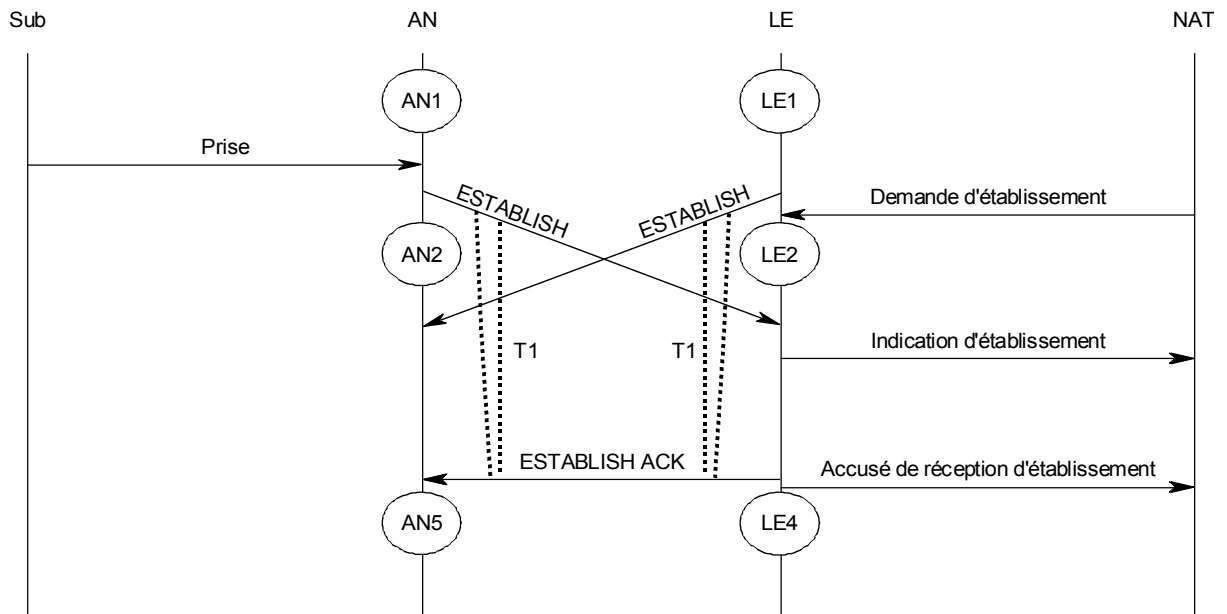 Sub
AN
LE
NAT
AN1
LE1
Prise
ESTABLISH
ESTABLISH
Demande d'établissement
AN2
LE2
T1
T1
Indication d'établissement
ESTABLISH ACK
Accusé de réception d'établissement
AN5
LE4